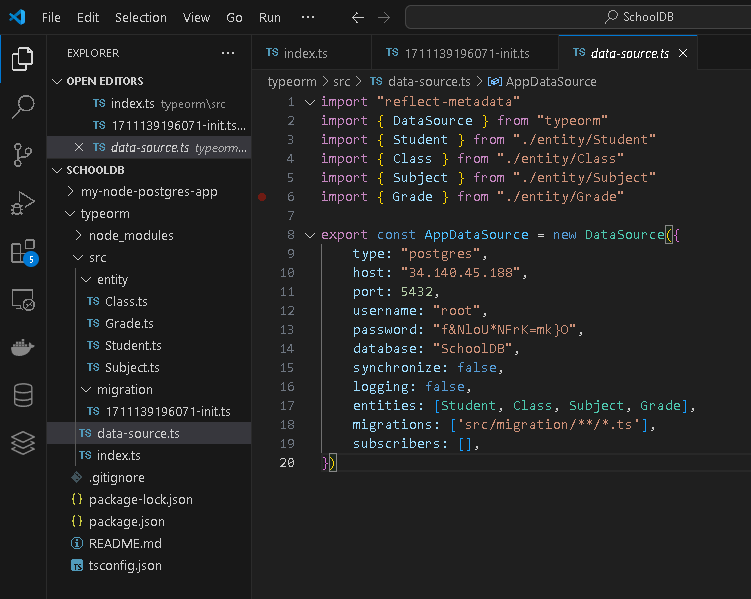 File Edit Selection View Go Run ··· ← → SchoolDB
EXPLORER ···
OPEN EDITORS
TS index.ts typeorm\src
TS 1711139196071-init.ts...
× TS data-source.ts typeorm...
SCHOOLDB
my-node-postgres-app
typeorm
node_modules
src
entity
TS Class.ts
TS Grade.ts
TS Student.ts
TS Subject.ts
migration
TS 1711139196071-init.ts
TS data-source.ts
TS index.ts
.gitignore
{} package-lock.json
{} package.json
README.md
TS tsconfig.json
5
TS index.ts
TS 1711139196071-init.ts
TS data-source.ts ×
typeorm > src > TS data-source.ts > AppDataSource
1 import "reflect-metadata"
2 import { DataSource } from "typeorm"
3 import { Student } from "./entity/Student"
4 import { Class } from "./entity/Class"
5 import { Subject } from "./entity/Subject"
6 import { Grade } from "./entity/Grade"
7
8 export const AppDataSource = new DataSource({
9 type: "postgres",
10 host: "34.140.45.188",
11 port: 5432,
12 username: "root",
13 password: "f&NloU*NFrK=mk}O",
14 database: "SchoolDB",
15 synchronize: false,
16 logging: false,
17 entities: [Student, Class, Subject, Grade],
18 migrations: ['src/migration/**/*.ts'],
19 subscribers: [],
20 })